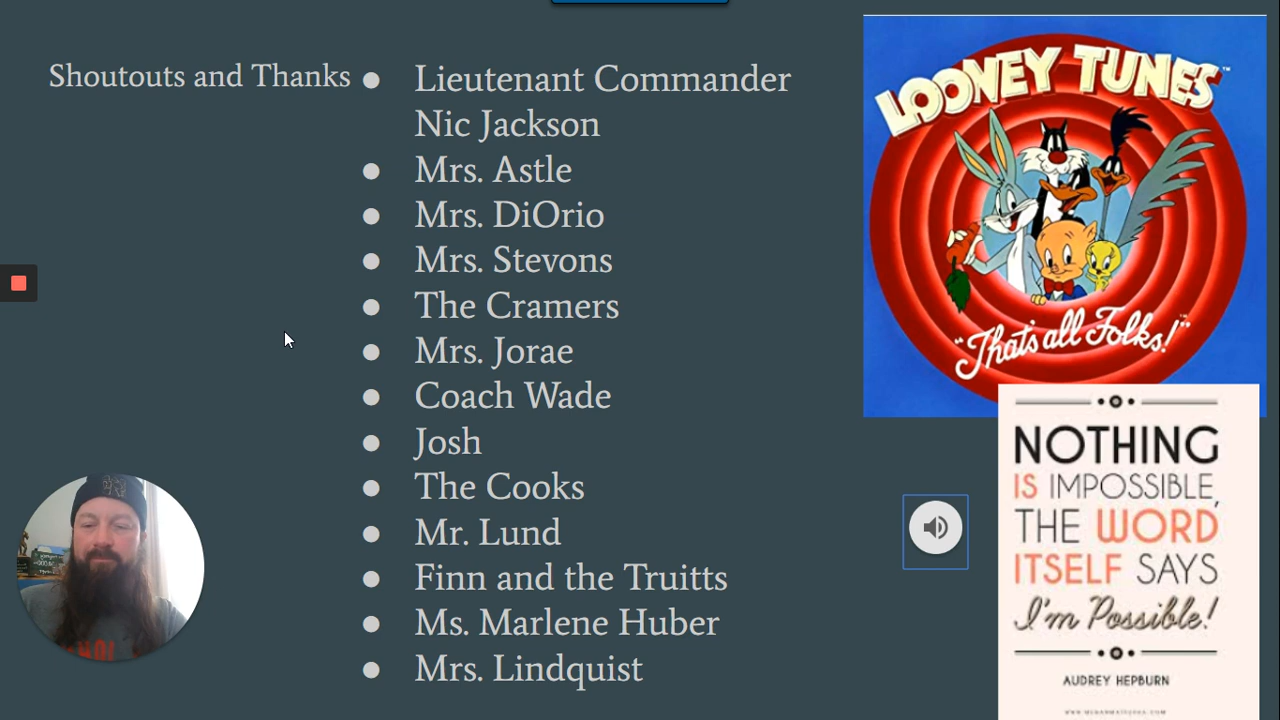 Shoutouts and Thanks
● Lieutenant Commander
Nic Jackson
● Mrs. Astle
● Mrs. DiOrio
● Mrs. Stevons
● The Cramers
● Mrs. Jorae
● Coach Wade
● Josh
● The Cooks
● Mr. Lund
● Finn and the Truitts
● Ms. Marlene Huber
● Mrs. Lindquist
LOONEY TUNES™
"That's all Folks!"™
NOTHING
IS IMPOSSIBLE,
THE WORD
ITSELF SAYS
I'm Possible!
AUDREY HEPBURN